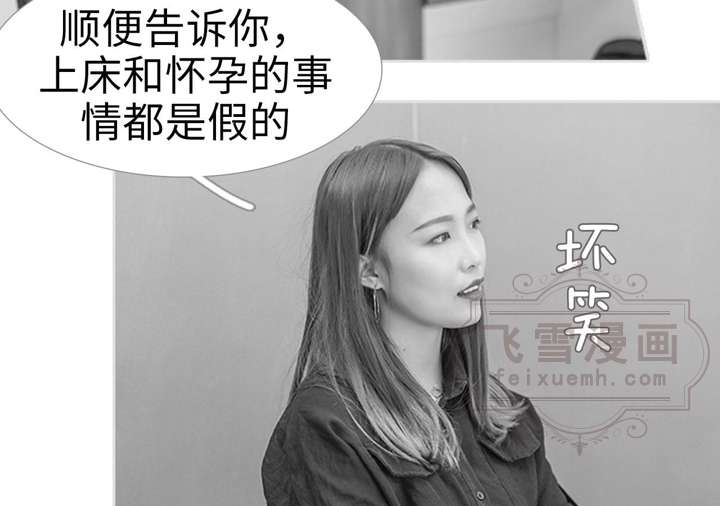 顺便告诉你，
上床和怀孕的事
情都是假的
坏
笑
飞雪漫画
feixuemh.com